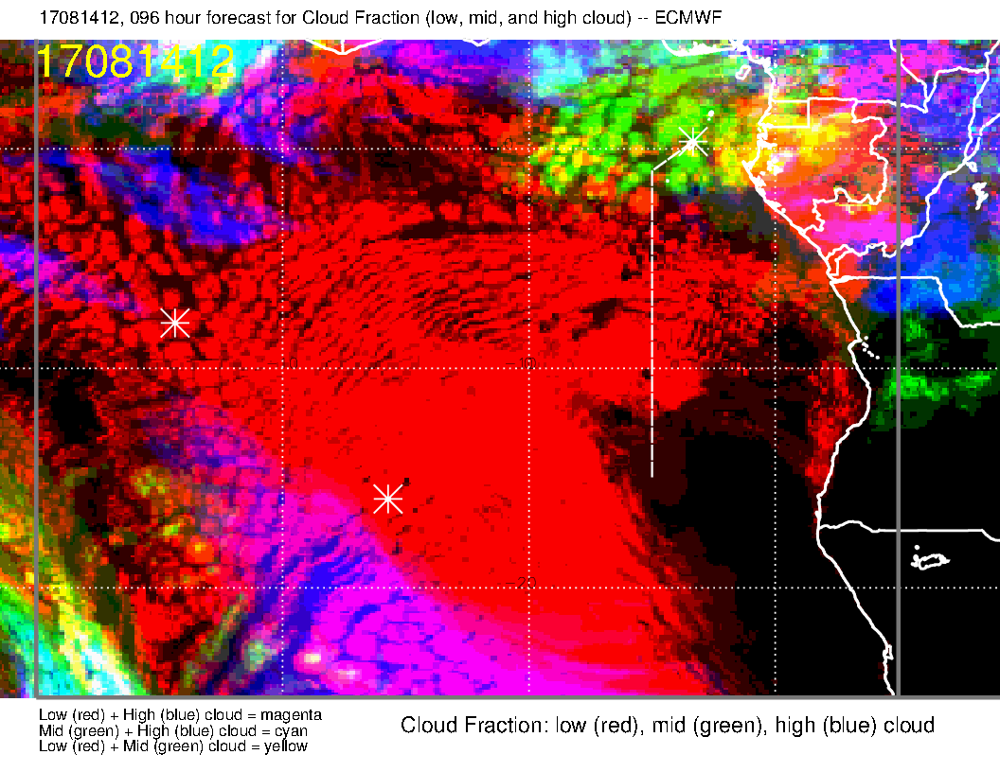 17081412, 096 hour forecast for Cloud Fraction (low, mid, and high cloud) -- ECMWF
17081412
-10
-20
Low (red) + High (blue) cloud = magenta
Mid (green) + High (blue) cloud = cyan
Low (red) + Mid (green) cloud = yellow
Cloud Fraction: low (red), mid (green), high (blue) cloud